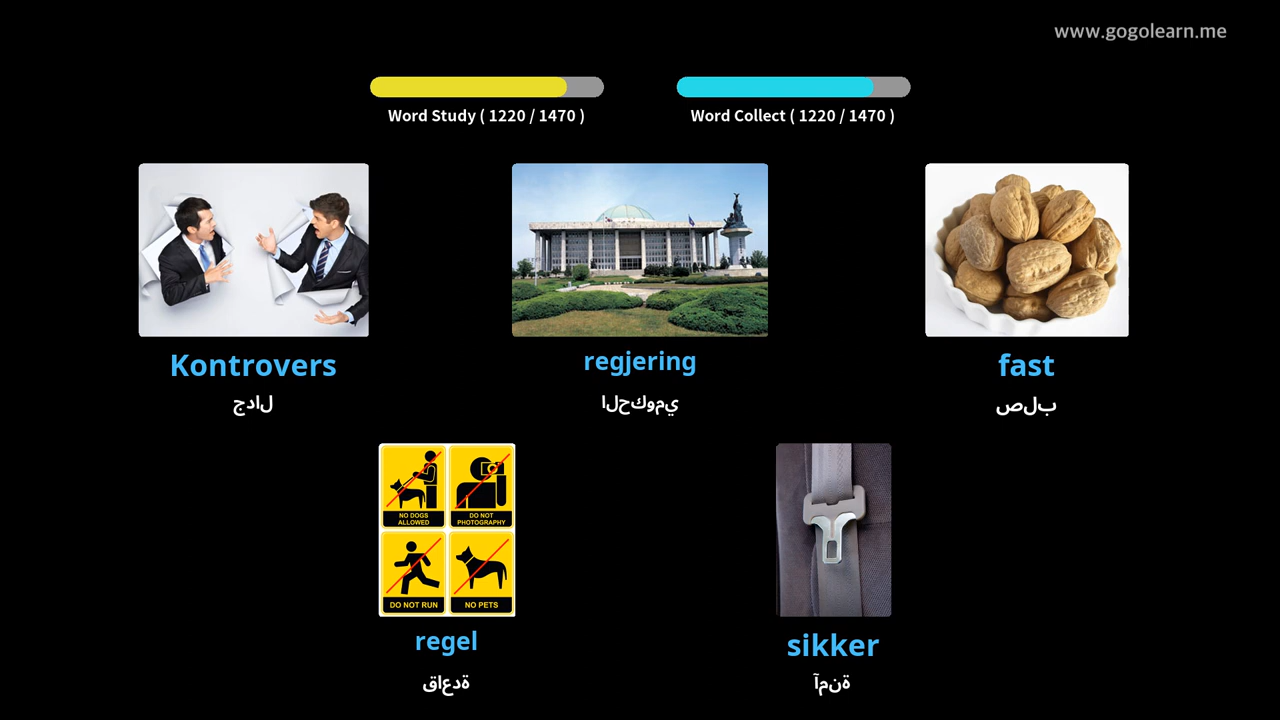 www.gogolearn.me
Word Study ( 1220 / 1470 )
Word Collect ( 1220 / 1470 )
Kontrovers
جدال
regjering
الحكومي
fast
صلب
NO DOGS
ALLOWED
DO NOT
PHOTOGRAPHY
DO NOT RUN
NO PETS
regel
قاعدة
sikker
آمنة